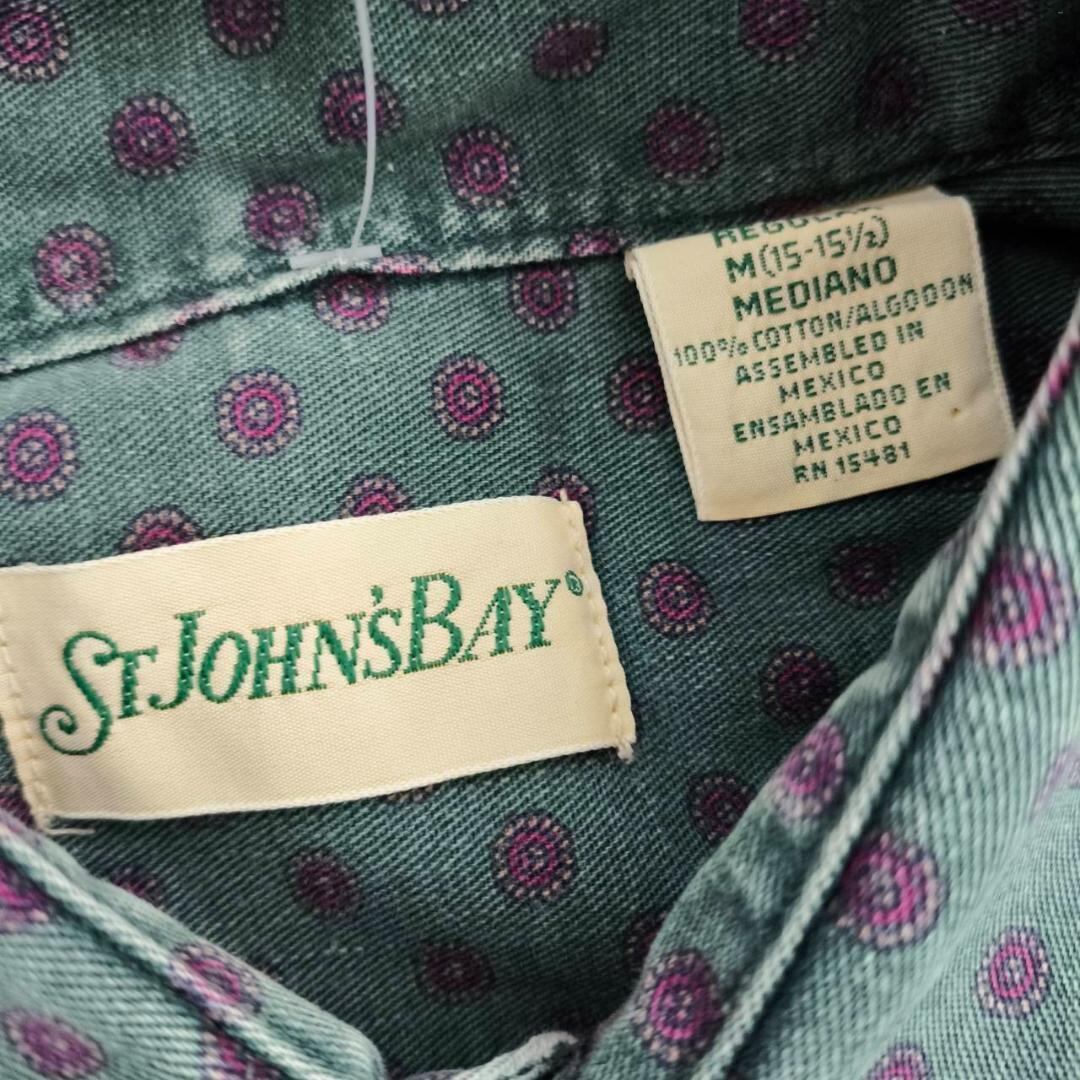 REGULAR
M(15-15½)
MEDIANO
100% COTTON/ALGODON
ASSEMBLED IN
MEXICO
ENSAMBLADO EN
MEXICO
RN 15481
ST JOHN'S BAY®